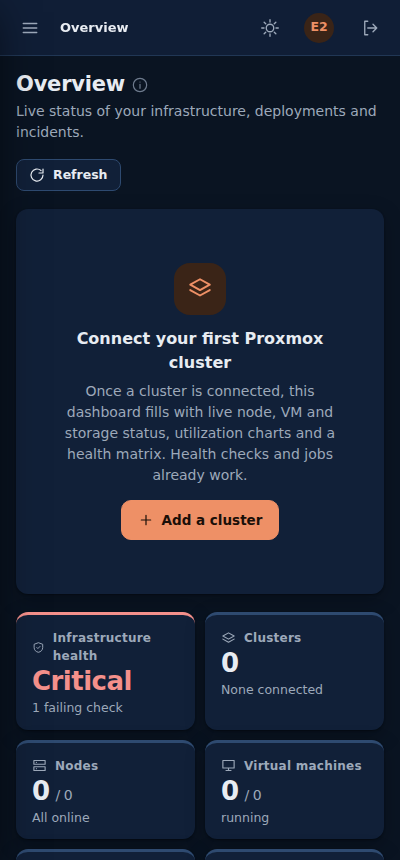 Overview
E2
Overview
Live status of your infrastructure, deployments and
incidents.
Refresh
Connect your first Proxmox
cluster
Once a cluster is connected, this
dashboard fills with live node, VM and
storage status, utilization charts and a
health matrix. Health checks and jobs
already work.
Add a cluster
Infrastructure
health
Critical
1 failing check
Clusters
0
None connected
Nodes
0 / 0
All online
Virtual machines
0 / 0
running